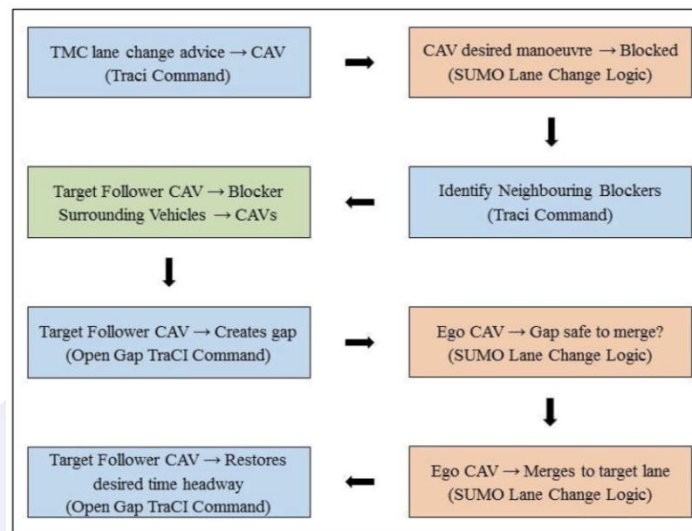 TMC lane change advice → CAV
(Traci Command)
CAV desired manoeuvre → Blocked
(SUMO Lane Change Logic)
Target Follower CAV → Blocker
Surrounding Vehicles → CAVs
Identify Neighbouring Blockers
(Traci Command)
Target Follower CAV → Creates gap
(Open Gap TraCI Command)
Ego CAV → Gap safe to merge?
(SUMO Lane Change Logic)
Target Follower CAV → Restores
desired time headway
(Open Gap TraCI Command)
Ego CAV → Merges to target lane
(SUMO Lane Change Logic)